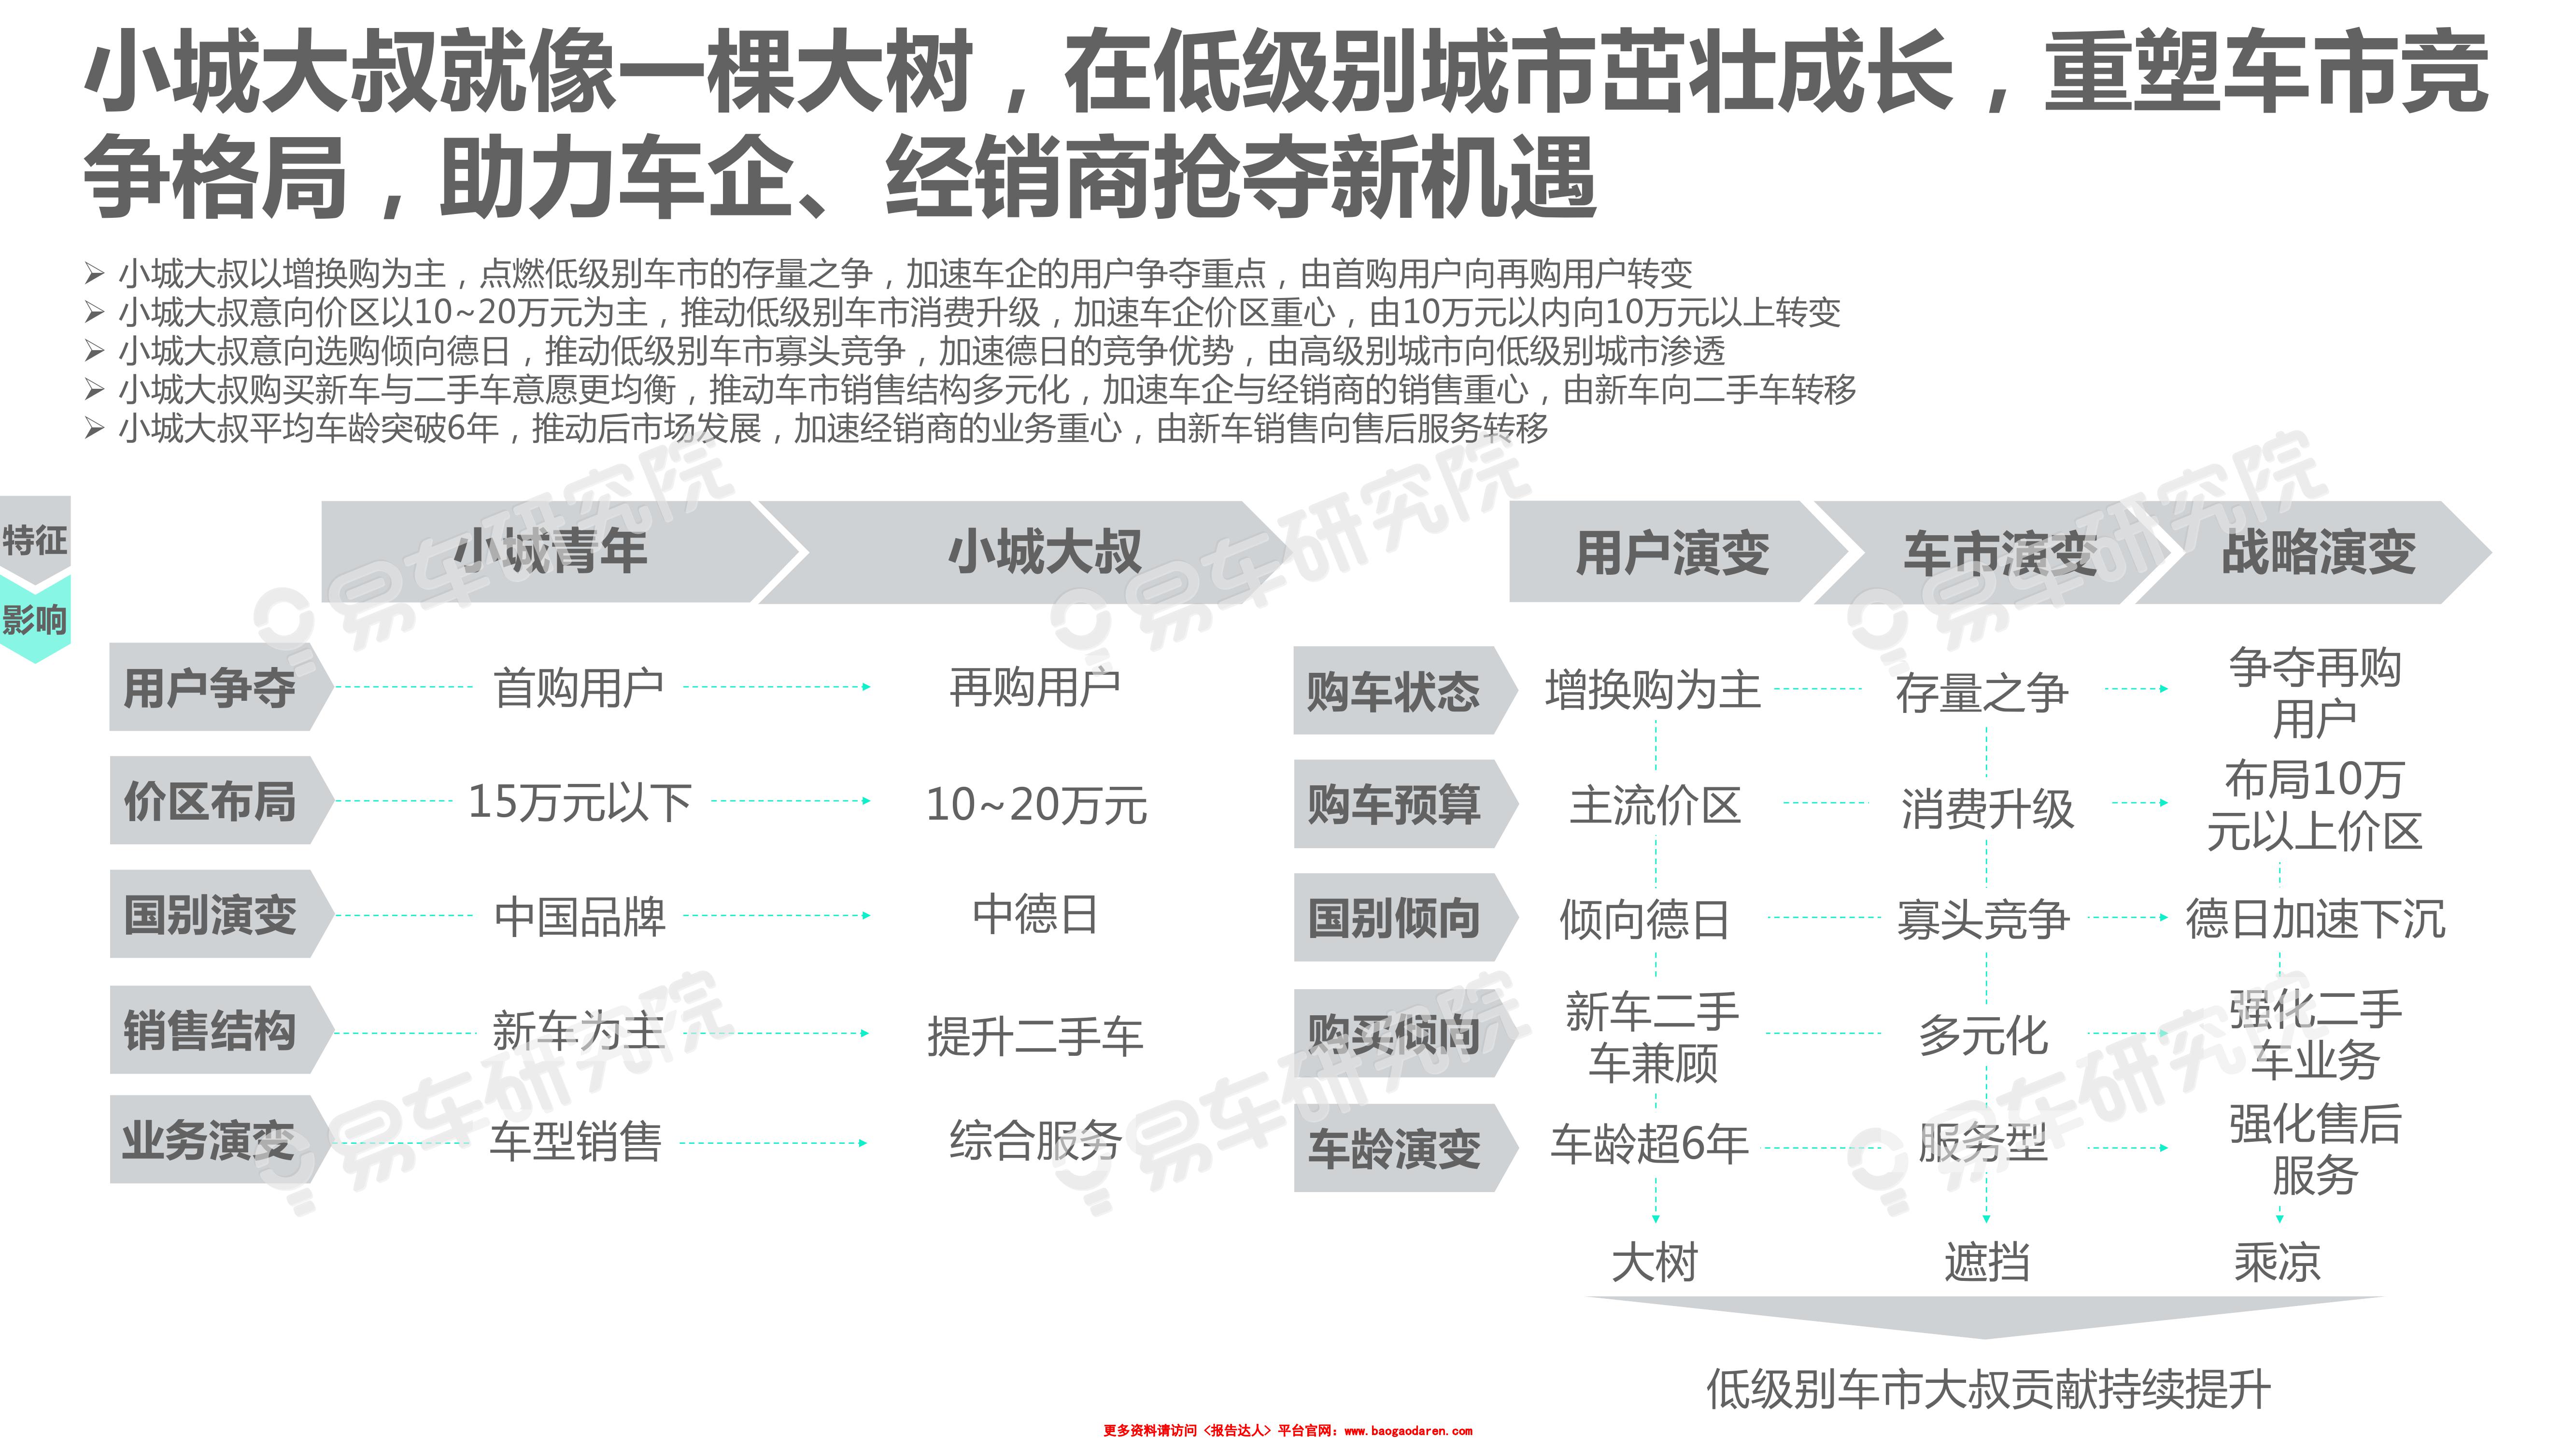 小城大叔就像一棵大树，在低级别城市茁壮成长，重塑车市竞
争格局，助力车企、经销商抢夺新机遇
➢ 小城大叔以增换购为主，点燃低级别车市的存量之争，加速车企的用户争夺重点，由首购用户向再购用户转变
➢ 小城大叔意向价区以10~20万元为主，推动低级别车市消费升级，加速车企价区重心，由10万元以内向10万元以上转变
➢ 小城大叔意向选购倾向德日，推动低级别车市寡头竞争，加速德日的竞争优势，由高级别城市向低级别城市渗透
➢ 小城大叔购买新车与二手车意愿更均衡，推动车市销售结构多元化，加速车企与经销商的销售重心，由新车向二手车转移
➢ 小城大叔平均车龄突破6年，推动后市场发展，加速经销商的业务重心，由新车销售向售后服务转移
特征
影响
小城青年
小城大叔
用户争夺
首购用户
再购用户
价区布局
15万元以下
10~20万元
国别演变
中国品牌
中德日
销售结构
新车为主
提升二手车
业务演变
车型销售
综合服务
用户演变
车市演变
战略演变
购车状态
增换购为主
存量之争
争夺再购
用户
购车预算
主流价区
消费升级
布局10万
元以上价区
国别倾向
倾向德日
寡头竞争
德日加速下沉
购买倾向
新车二手
车兼顾
多元化
强化二手
车业务
车龄演变
车龄超6年
服务型
强化售后
服务
大树
遮挡
乘凉
低级别车市大叔贡献持续提升
易车研究院
易车研究院
易车研究院
易车研究院
易车研究院
易车研究院
更多资料请访问 <报告达人> 平台官网：www.baogaodaren.com